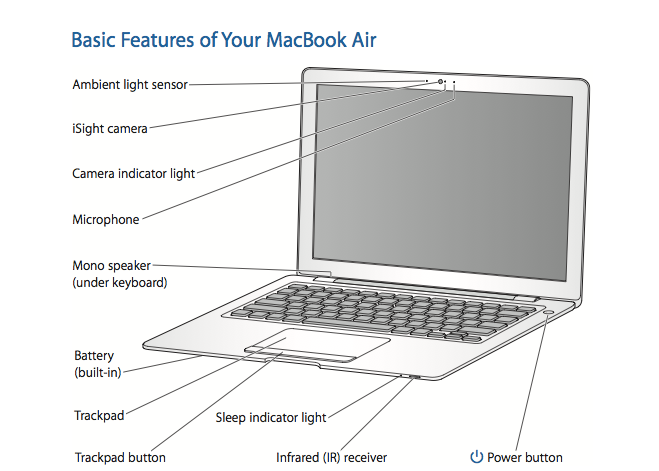 Basic Features of Your MacBook Air
Ambient light sensor
iSight camera
Camera indicator light
Microphone
Mono speaker
(under keyboard)
Battery
(built-in)
Trackpad
Sleep indicator light
Trackpad button
Infrared (IR) receiver
Power button